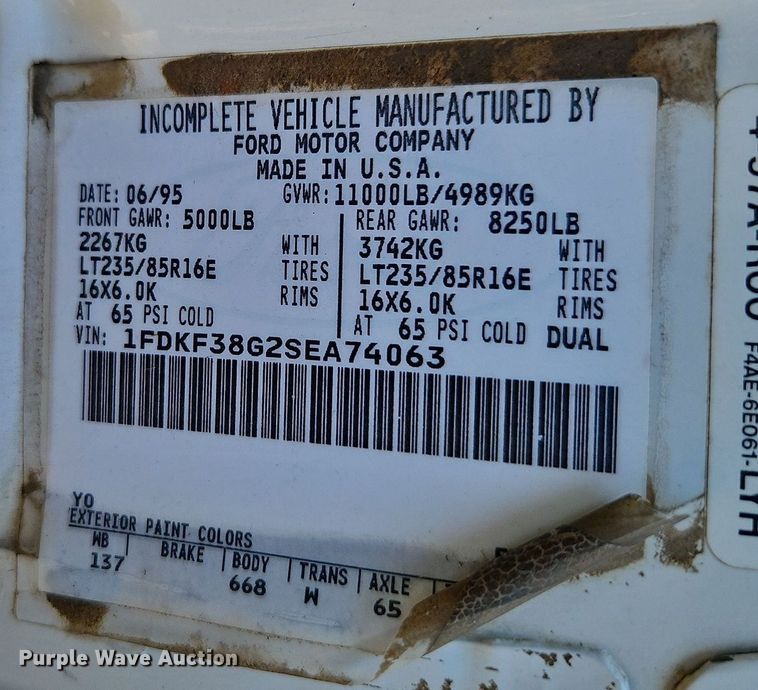 INCOMPLETE VEHICLE MANUFACTURED BY
FORD MOTOR COMPANY
MADE IN U.S.A.
DATE: 06/95 GVWR: 11000LB/4989KG
FRONT GAWR: 5000LB REAR GAWR: 8250LB
2267KG WITH 3742KG WITH
LT235/85R16E TIRES LT235/85R16E TIRES
16X6.0K RIMS 16X6.0K RIMS
AT 65 PSI COLD AT 65 PSI COLD DUAL
VIN: 1FDKF38G2SEA74063
YO
EXTERIOR PAINT COLORS
WB BRAKE BODY TRANS AXLE
137 668 W 65
F4AE-6E061-LYH
Purple Wave Auction